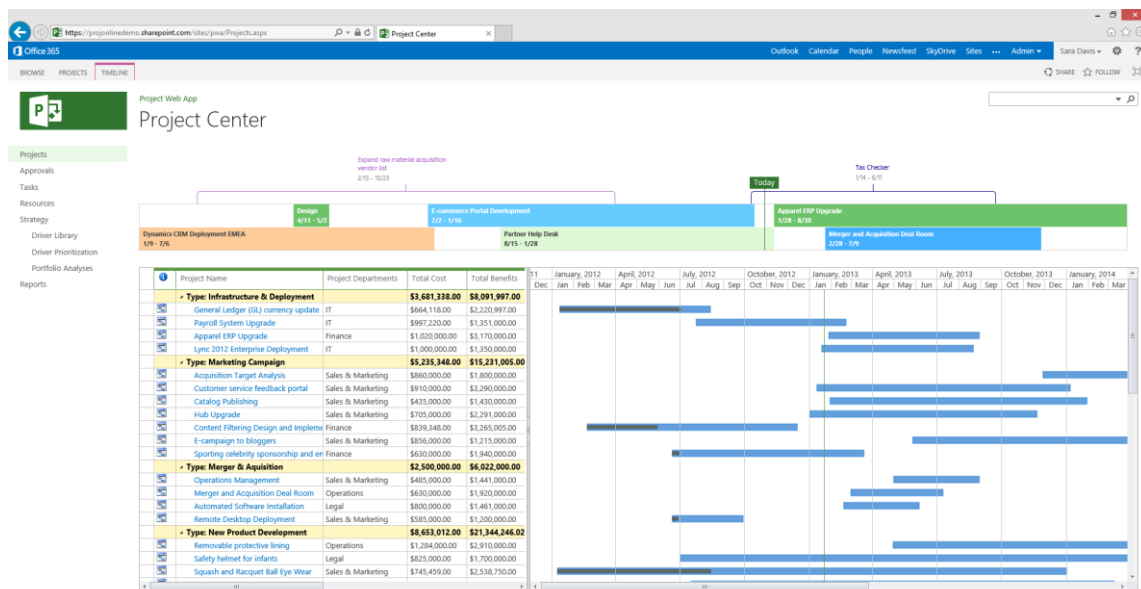 https://projonlinedemo.sharepoint.com/sites/pwa/Projects.aspx Project Center
Office 365 Outlook Calendar People Newsfeed SkyDrive Sites ... Admin Sara Davis ?
BROWSE PROJECTS TIMELINE SHARE FOLLOW
P
Project Web App
Project Center
Projects
Approvals
Tasks
Resources
Strategy
Driver Library
Driver Prioritization
Portfolio Analyses
Reports
Expand raw material acquisition
vendor list
2/13 - 10/23
Tax Checker
1/14 - 6/11
Today
Design
4/11 - 5/3
E-commerce Portal Development
7/2 - 1/16
Apparel ERP Upgrade
1/28 - 8/30
Dynamics CRM Deployment EMEA
1/9 - 7/6
Partner Help Desk
8/15 - 1/28
Merger and Acquisition Deal Room
2/28 - 7/9
Project Name Project Departments Total Cost Total Benefits
11 January, 2012 April, 2012 July, 2012 October, 2012 January, 2013 April, 2013 July, 2013 October, 2013 January, 2014
Dec Jan Feb Mar Apr May Jun Jul Aug Sep Oct Nov Dec Jan Feb Mar Apr May Jun Jul Aug Sep Oct Nov Dec Jan Feb Mar
Type: Infrastructure & Deployment $3,681,338.00 $8,091,997.00
General Ledger (GL) currency update IT $664,118.00 $2,220,997.00
Payroll System Upgrade IT $997,220.00 $1,351,000.00
Apparel ERP Upgrade Finance $1,020,000.00 $3,170,000.00
Lync 2012 Enterprise Deployment IT $1,000,000.00 $1,350,000.00
Type: Marketing Campaign $5,235,348.00 $15,231,005.00
Acquisition Target Analysis Sales & Marketing $860,000.00 $1,800,000.00
Customer service feedback portal Sales & Marketing $910,000.00 $3,290,000.00
Catalog Publishing Sales & Marketing $435,000.00 $1,430,000.00
Hub Upgrade Sales & Marketing $705,000.00 $2,291,000.00
Content Filtering Design and Impleme Finance $839,348.00 $3,265,005.00
E-campaign to bloggers Sales & Marketing $856,000.00 $1,215,000.00
Sporting celebrity sponsorship and en Finance $630,000.00 $1,940,000.00
Type: Merger & Aquisition $2,500,000.00 $6,022,000.00
Operations Management Sales & Marketing $485,000.00 $1,441,000.00
Merger and Acquisition Deal Room Operations $630,000.00 $1,920,000.00
Automated Software Installation Legal $800,000.00 $1,461,000.00
Remote Desktop Deployment Sales & Marketing $585,000.00 $1,200,000.00
Type: New Product Development $8,653,012.00 $21,344,246.02
Removable protective lining Operations $1,284,000.00 $2,910,000.00
Safety helmet for infants Legal $825,000.00 $1,700,000.00
Squash and Racquet Ball Eye Wear Sales & Marketing $745,459.00 $2,538,750.00